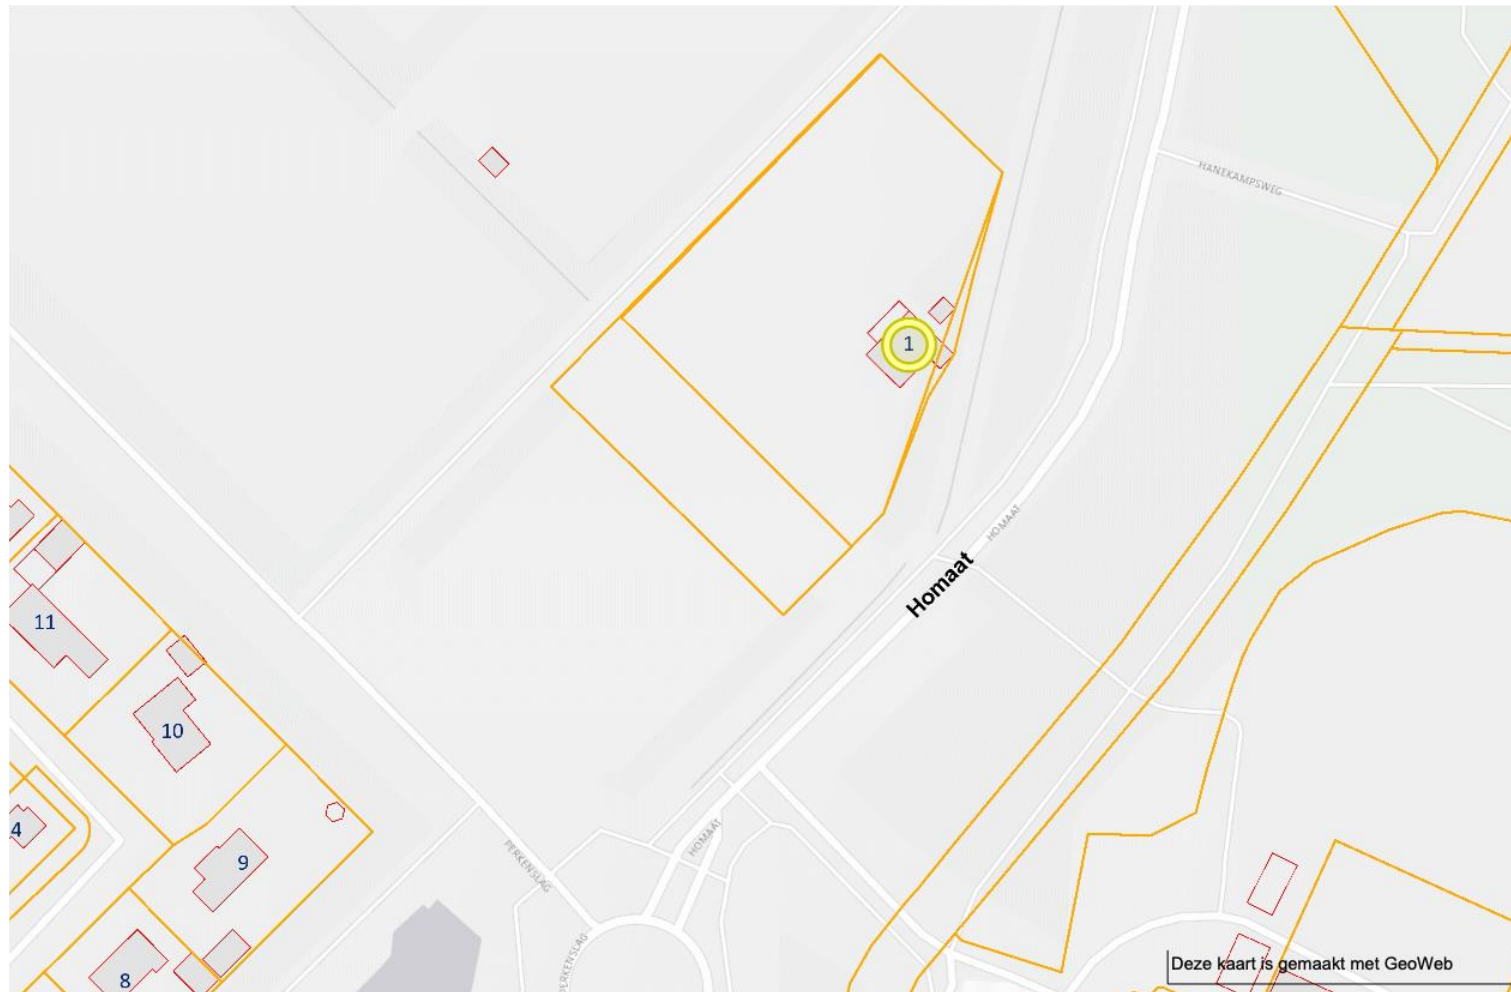 HANEKAMPSWEG
1
HOMAAT
Homaat
11
10
4
9
8
HOMAAT
PERKENSLAG
PERKENSLAG
Deze kaart is gemaakt met GeoWeb